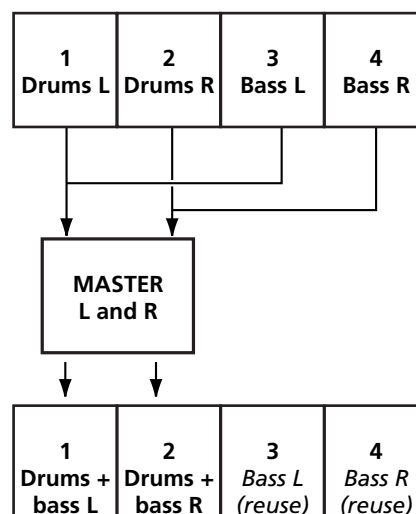 1 2 3 4
Drums L Drums R Bass L Bass R
MASTER
L and R
1 2 3 4
Drums + Drums + Bass L Bass R
bass L bass R (reuse) (reuse)